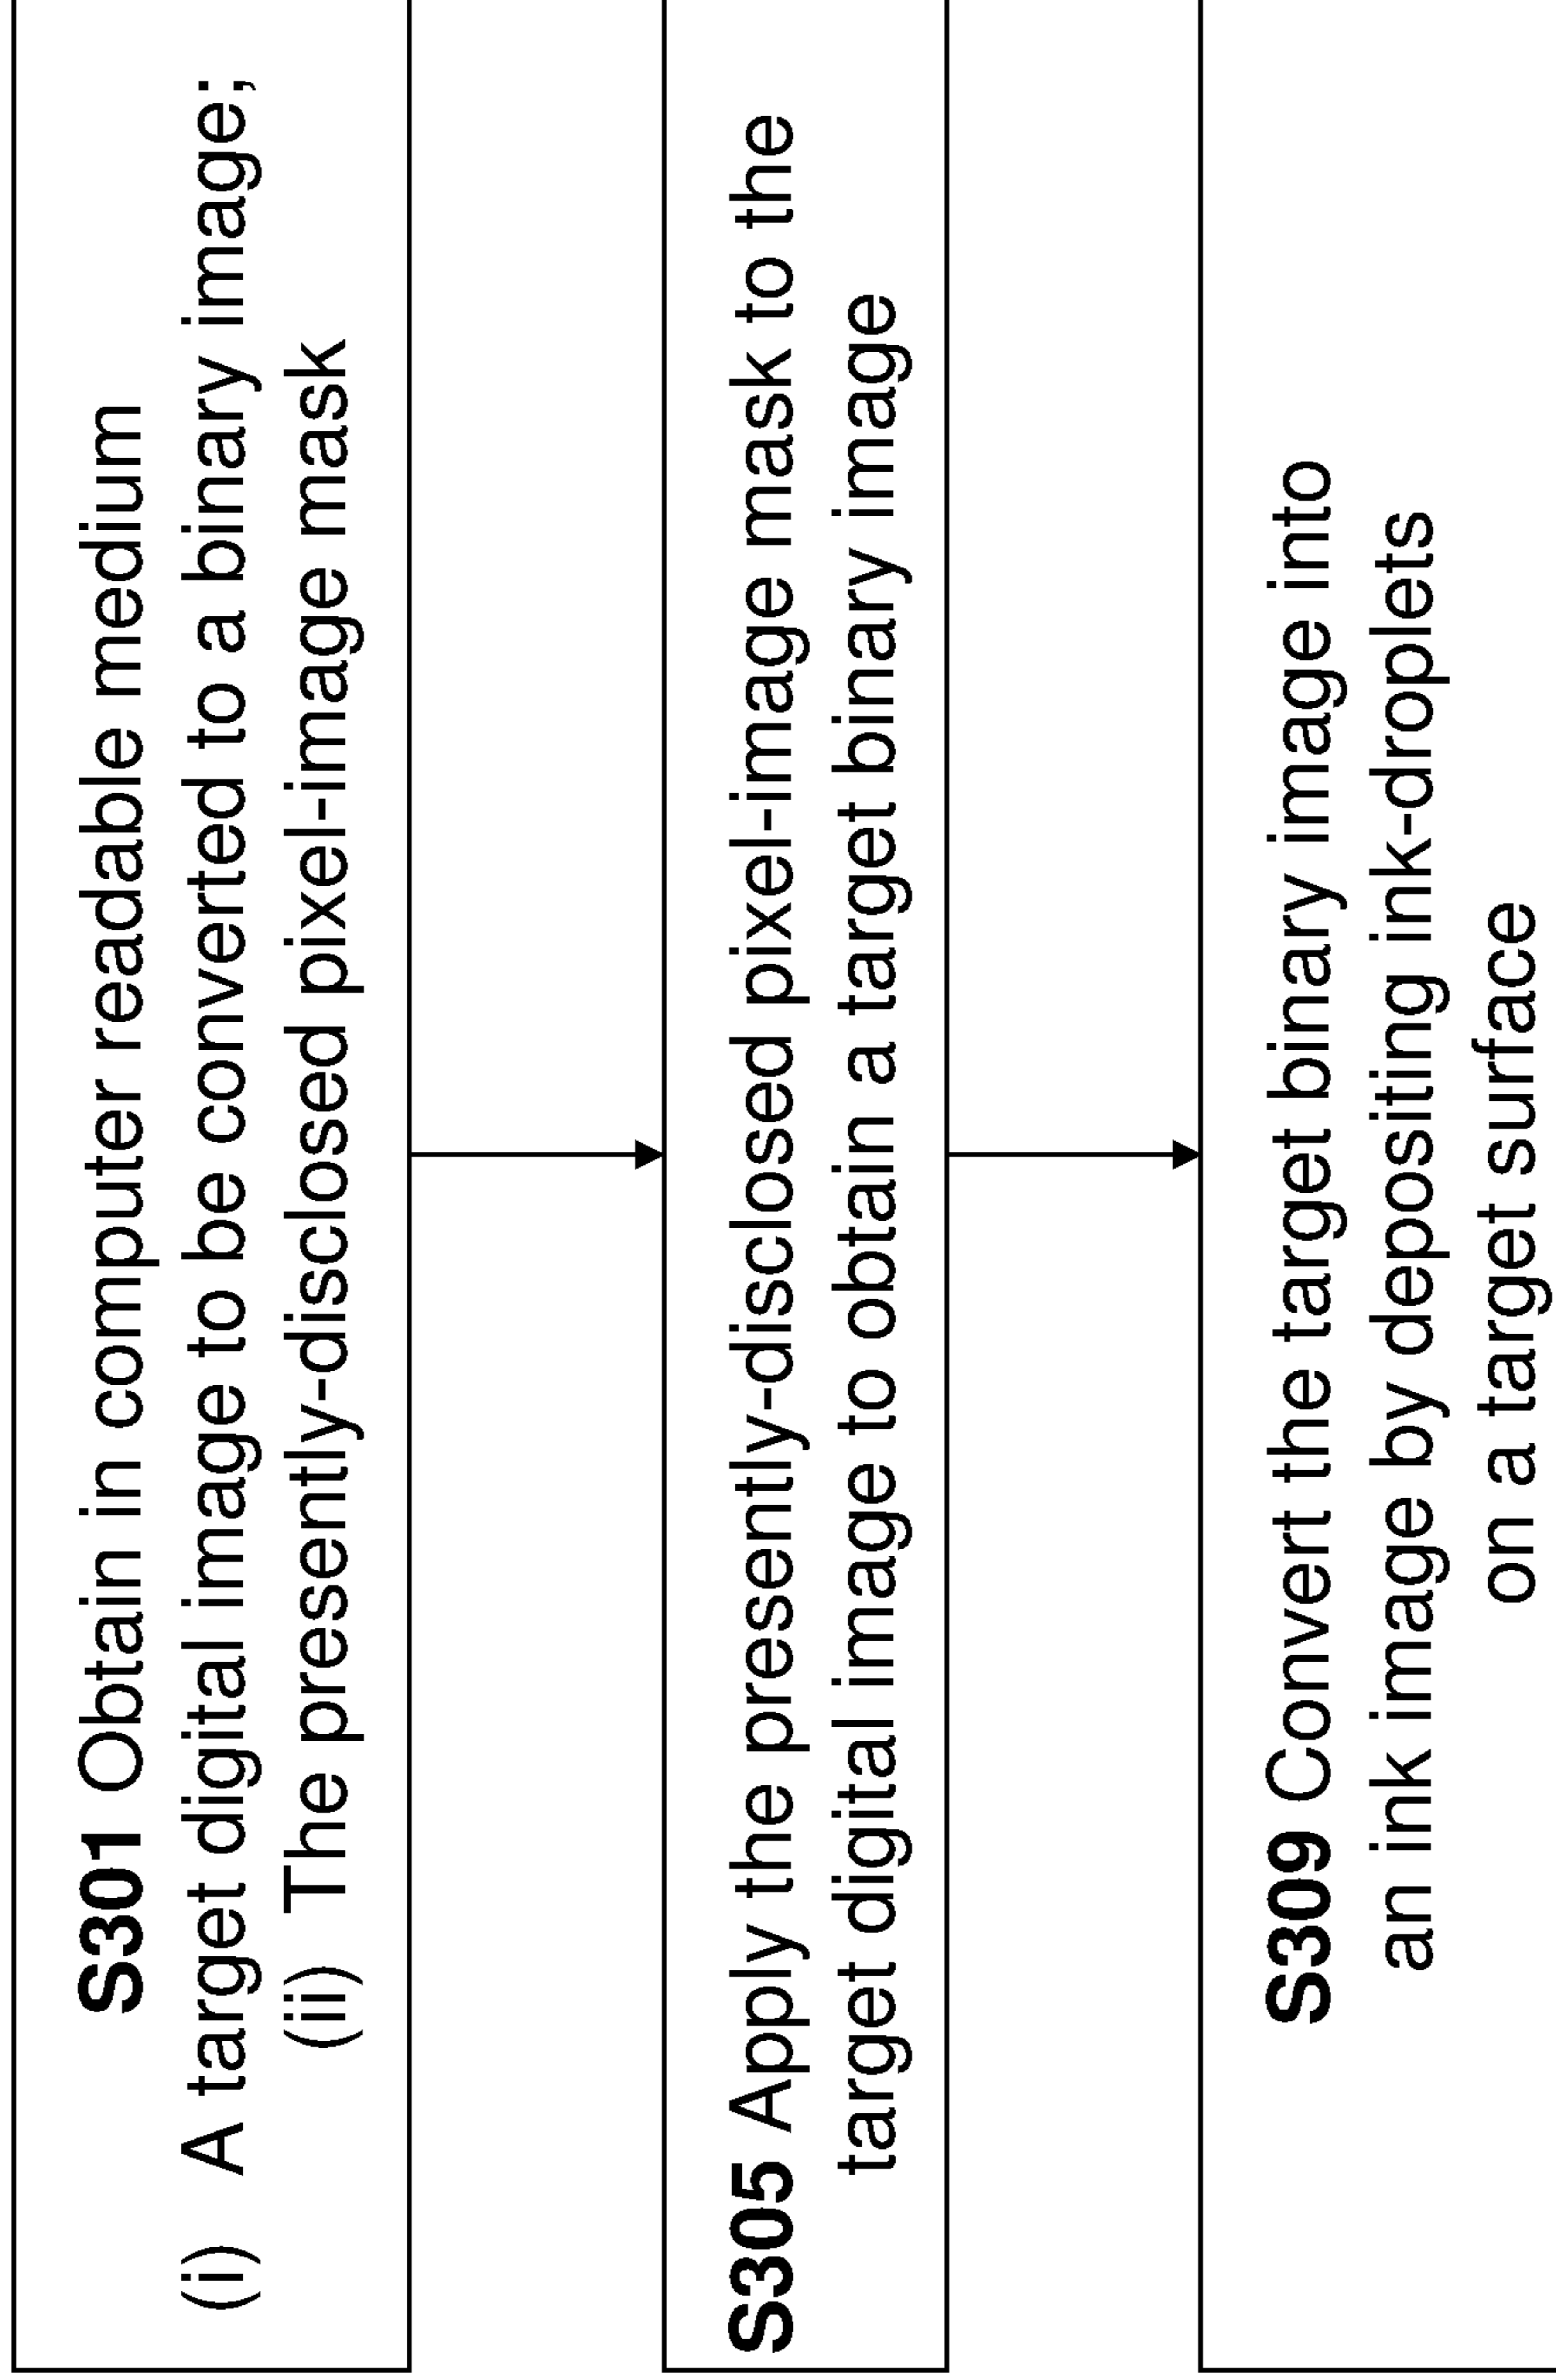 S301 Obtain in computer readable medium
(i) A target digital image to be converted to a binary image;
(ii) The presently-disclosed pixel-image mask
S305 Apply the presently-disclosed pixel-image mask to the
target digital image to obtain a target binary image
S309 Convert the target binary image into
an ink image by depositing ink-droplets
on a target surface